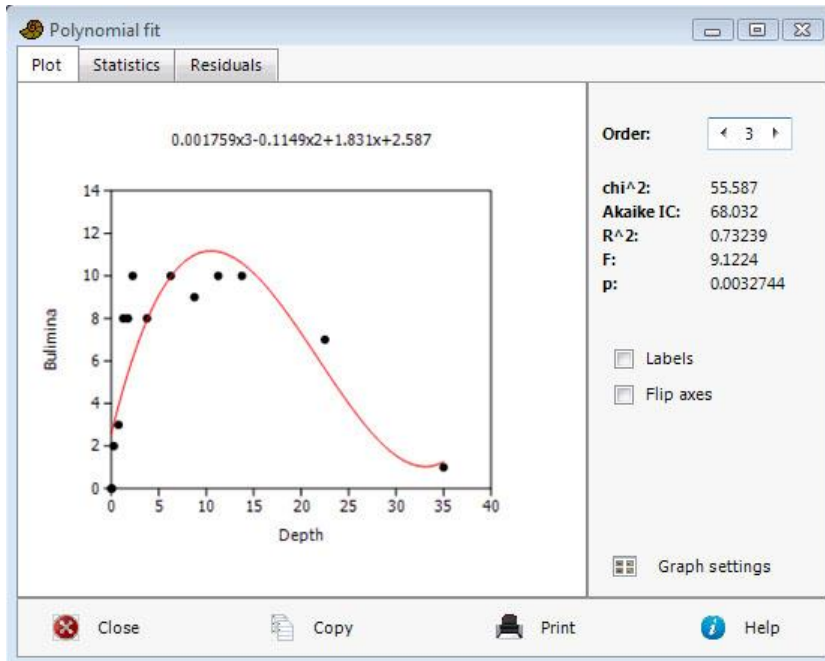 Polynomial fit
Plot Statistics Residuals
0.001759x3-0.1149x2+1.831x+2.587
14
12
10
8
6
4
2
0
Bulimina
0 5 10 15 20 25 30 35 40
Depth
Order: 3
chi^2: 55.587
Akaike IC: 68.032
R^2: 0.73239
F: 9.1224
p: 0.0032744
Labels
Flip axes
Graph settings
Close Copy Print Help